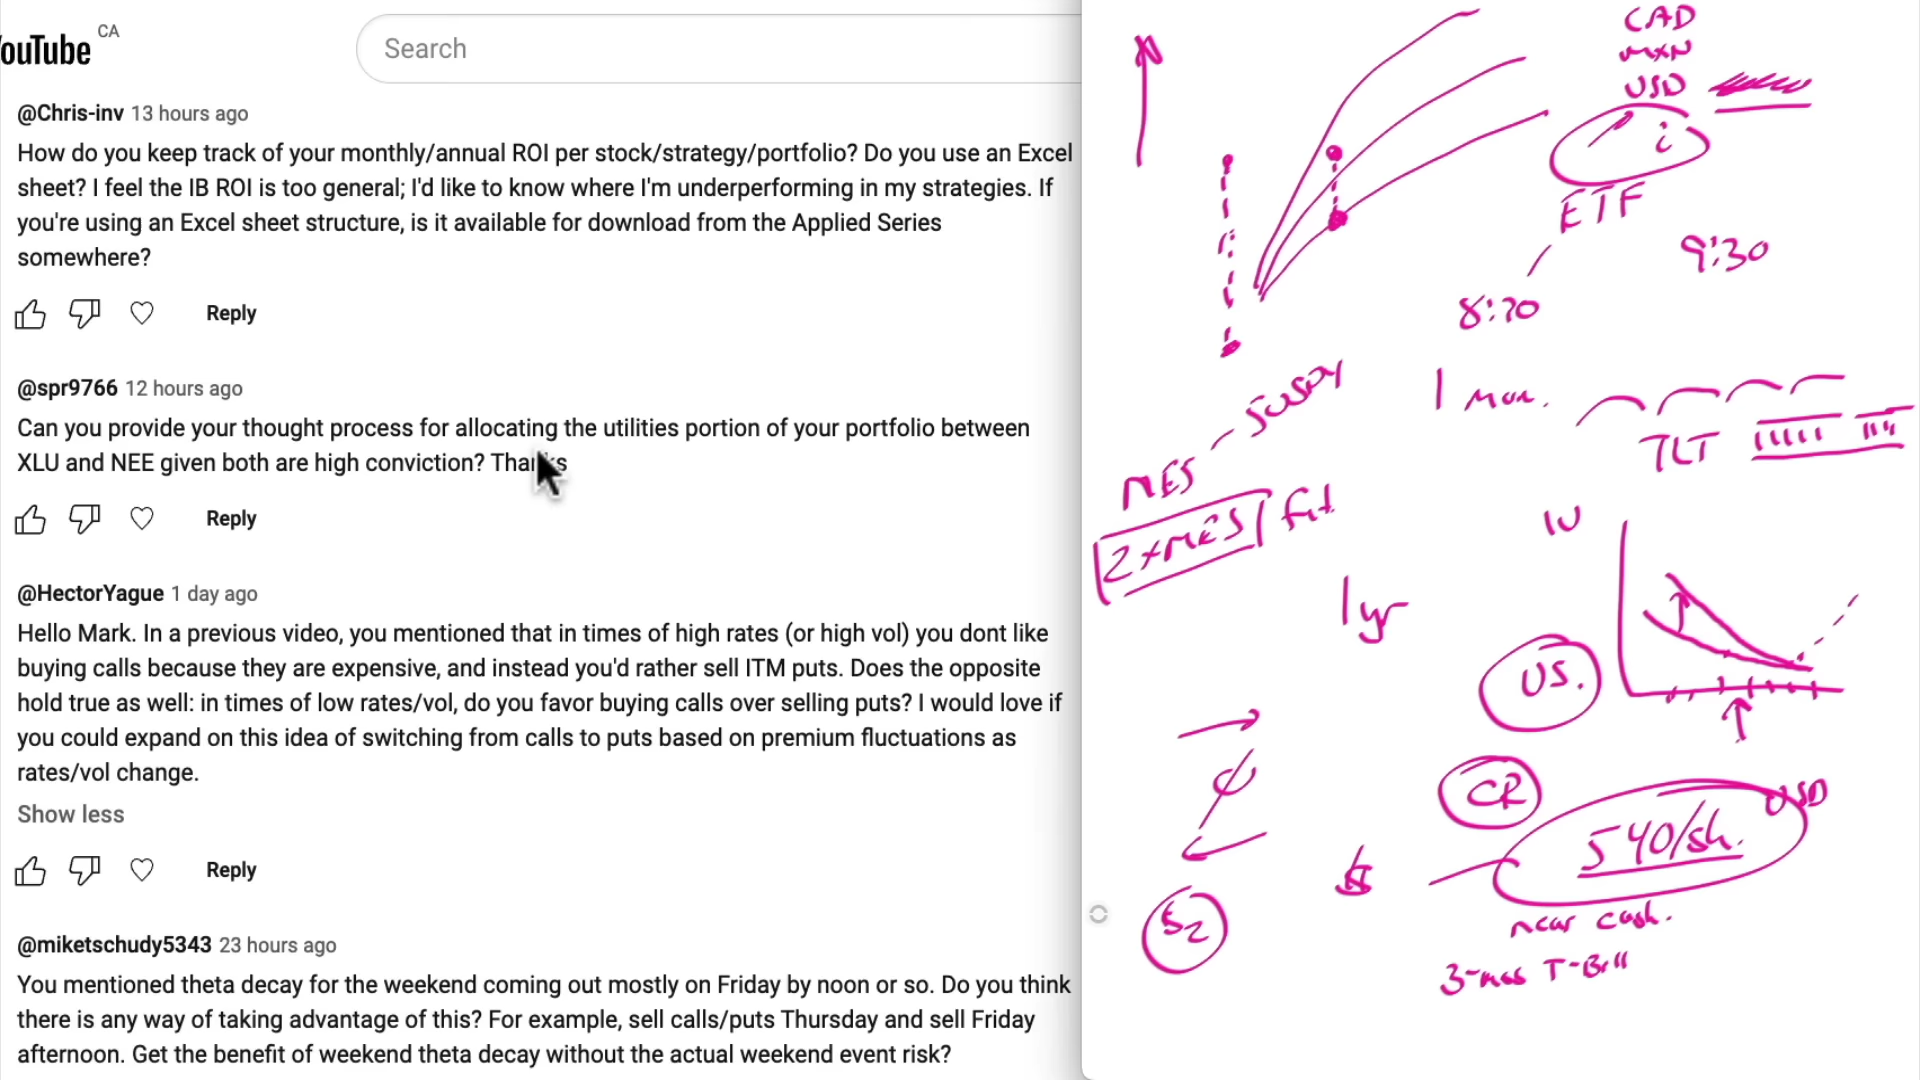 ouTube CA
Search
@Chris-inv 13 hours ago
How do you keep track of your monthly/annual ROI per stock/strategy/portfolio? Do you use an Excel
sheet? I feel the IB ROI is too general; I'd like to know where I'm underperforming in my strategies. If
you're using an Excel sheet structure, is it available for download from the Applied Series
somewhere?
Reply
@spr9766 12 hours ago
Can you provide your thought process for allocating the utilities portion of your portfolio between
XLU and NEE given both are high conviction? Thanks
Reply
@HectorYague 1 day ago
Hello Mark. In a previous video, you mentioned that in times of high rates (or high vol) you dont like
buying calls because they are expensive, and instead you'd rather sell ITM puts. Does the opposite
hold true as well: in times of low rates/vol, do you favor buying calls over selling puts? I would love if
you could expand on this idea of switching from calls to puts based on premium fluctuations as
rates/vol change.
Show less
Reply
@miketschudy5343 23 hours ago
You mentioned theta decay for the weekend coming out mostly on Friday by noon or so. Do you think
there is any way of taking advantage of this? For example, sell calls/puts Thursday and sell Friday
afternoon. Get the benefit of weekend theta decay without the actual weekend event risk?
CAD
MXN
USD
i
ETF
9:30
1 mon.
TLT
MES
2xMES
fut
IV
1 yr
US.
CR
540/sh.
USD
$
near cash.
T-Bill